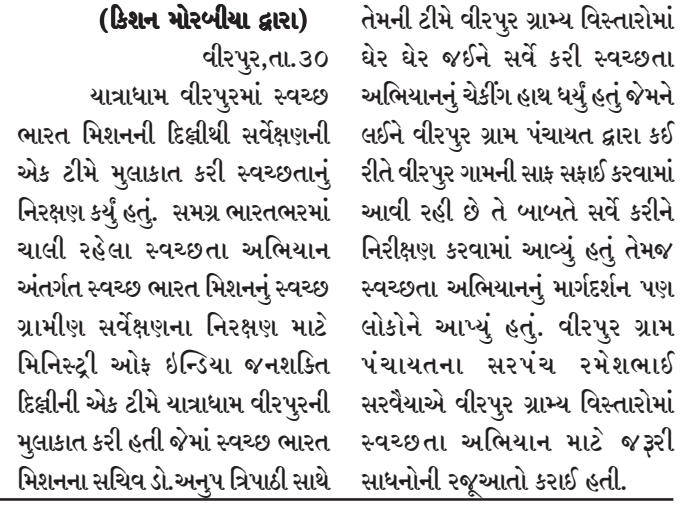 (કિશન મોરબીયા દ્વારા)
વીરપુર,તા.૩૦
યાત્રાધામ વીરપુરમાં સ્વચ્છ
ભારત મિશનની દિલ્લીથી સર્વેક્ષણની
એક ટીમે મુલાકાત કરી સ્વચ્છતાનું
નિરક્ષણ કર્યું હતું. સમગ્ર ભારતભરમાં
ચાલી રહેલા સ્વચ્છતા અભિયાન
અંતર્ગત સ્વચ્છ ભારત મિશનનું સ્વચ્છ
ગ્રામીણ સર્વેક્ષણના નિરક્ષણ માટે
મિનિસ્ટ્રી ઓફ ઇન્ડિયા જનશક્તિ
દિલ્લીની એક ટીમે યાત્રાધામ વીરપુરની
મુલાકાત કરી હતી જેમાં સ્વચ્છ ભારત
મિશનના સચિવ ડો.અનુપ ત્રિપાઠી સાથે
તેમની ટીમે વીરપુર ગ્રામ્ય વિસ્તારોમાં
ઘેર ઘેર જઈને સર્વે કરી સ્વચ્છતા
અભિયાનનું ચેકીંગ હાથ ધર્યું હતું જેમને
લઈને વીરપુર ગ્રામ પંચાયત દ્વારા કઈ
રીતે વીરપુર ગામની સાફ સફાઈ કરવામાં
આવી રહી છે તે બાબતે સર્વે કરીને
નિરીક્ષણ કરવામાં આવ્યું હતું તેમજ
સ્વચ્છતા અભિયાનનું માર્ગદર્શન પણ
લોકોને આપ્યું હતું. વીરપુર ગ્રામ
પંચાયતના સરપંચ રમેશભાઈ
સરવૈયાએ વીરપુર ગ્રામ્ય વિસ્તારોમાં
સ્વચ્છતા અભિયાન માટે જરૂરી
સાધનોની રજૂઆતો કરાઈ હતી.